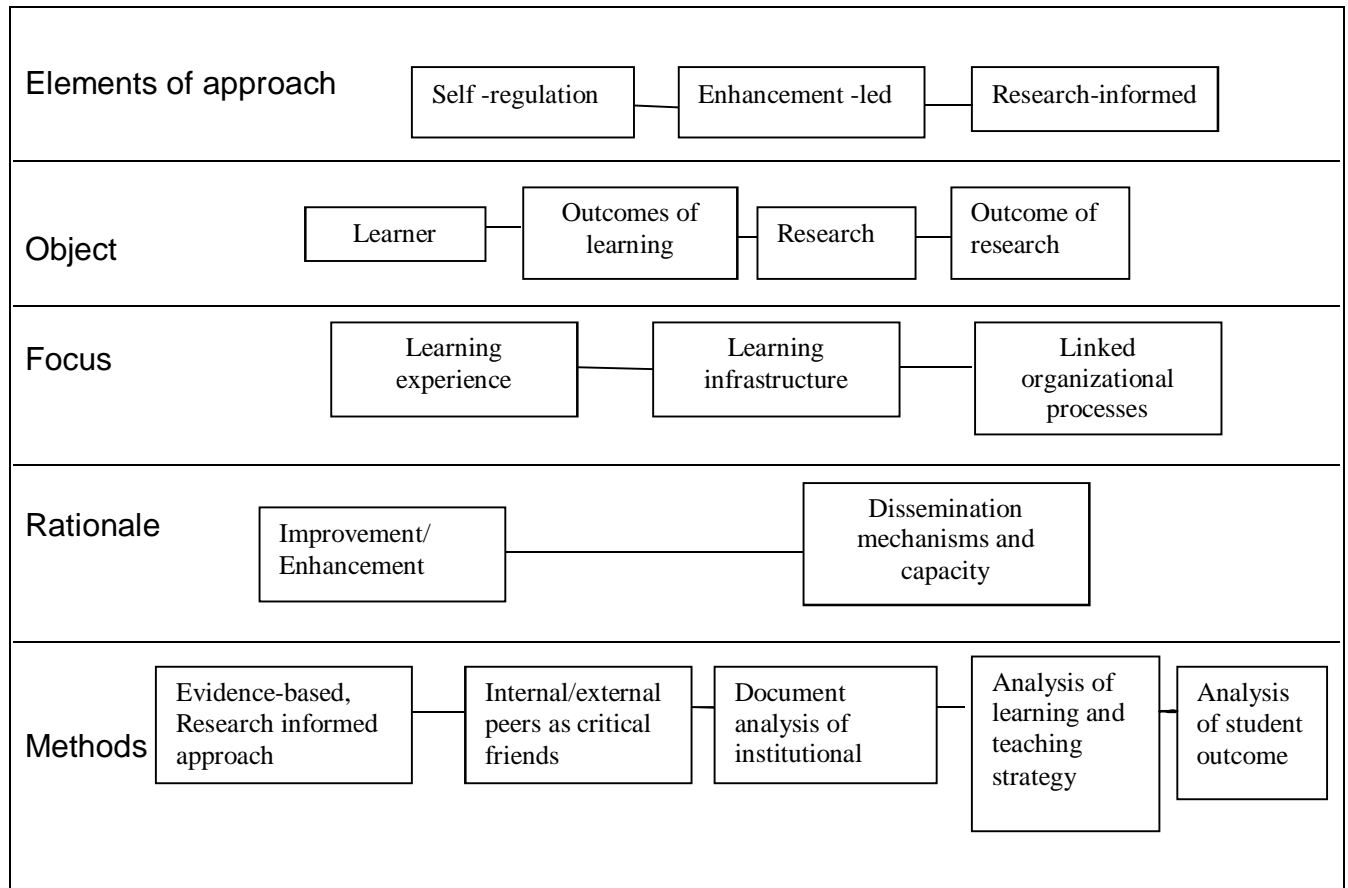 Elements of approach
Self -regulation
Enhancement -led
Research-informed
Object
Learner
Outcomes of
learning
Research
Outcome of
research
Focus
Learning
experience
Learning
infrastructure
Linked
organizational
processes
Rationale
Improvement/
Enhancement
Dissemination
mechanisms and
capacity
Methods
Evidence-based,
Research informed
approach
Internal/external
peers as critical
friends
Document
analysis of
institutional
Analysis of
learning and
teaching
strategy
Analysis
of student
outcome